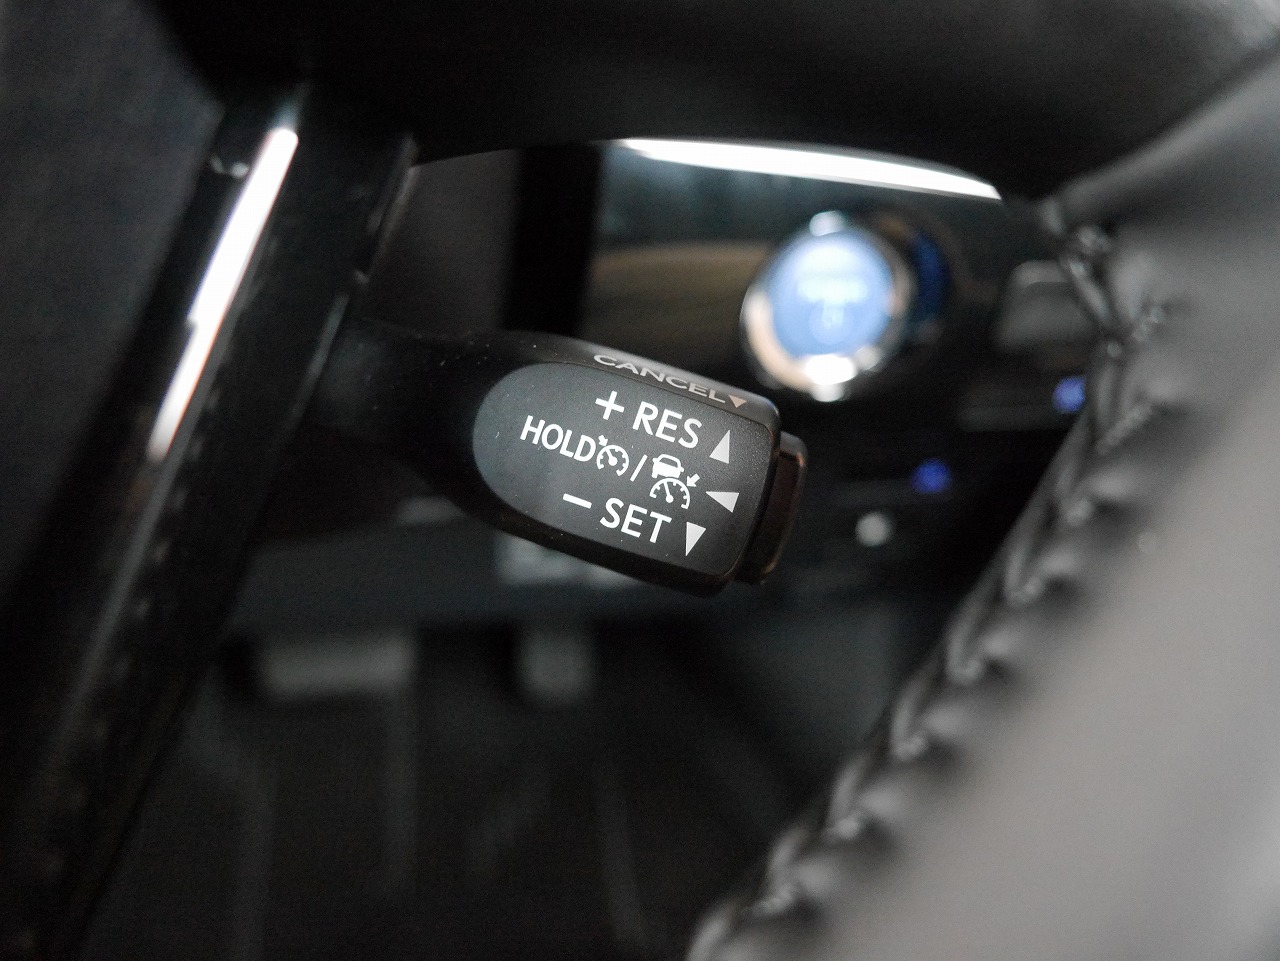 CANCEL
+ RES
HOLD /
− SET